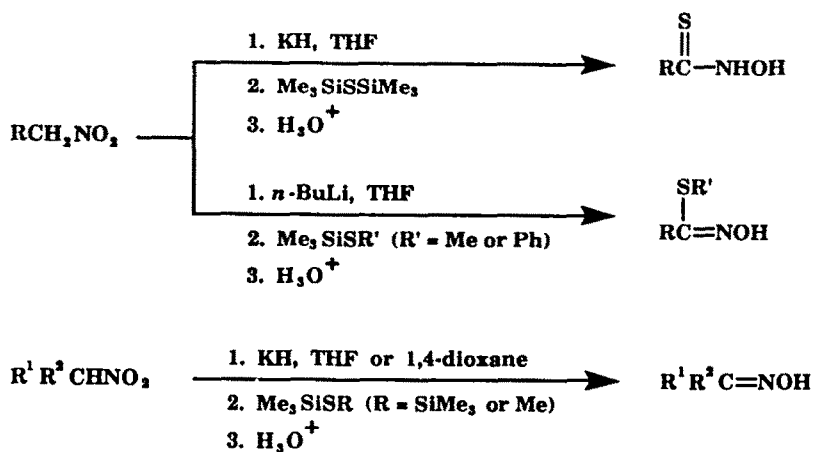 1. KH, THF
2. Me₃SiSSiMe₃
3. H₃O⁺
S
RC—NHOH
RCH₂NO₂
1. n-BuLi, THF
2. Me₃SiSR' (R' = Me or Ph)
3. H₃O⁺
SR'
RC=NOH
R¹R²CHNO₂
1. KH, THF or 1,4-dioxane
2. Me₃SiSR (R = SiMe₃ or Me)
3. H₃O⁺
R¹R²C=NOH